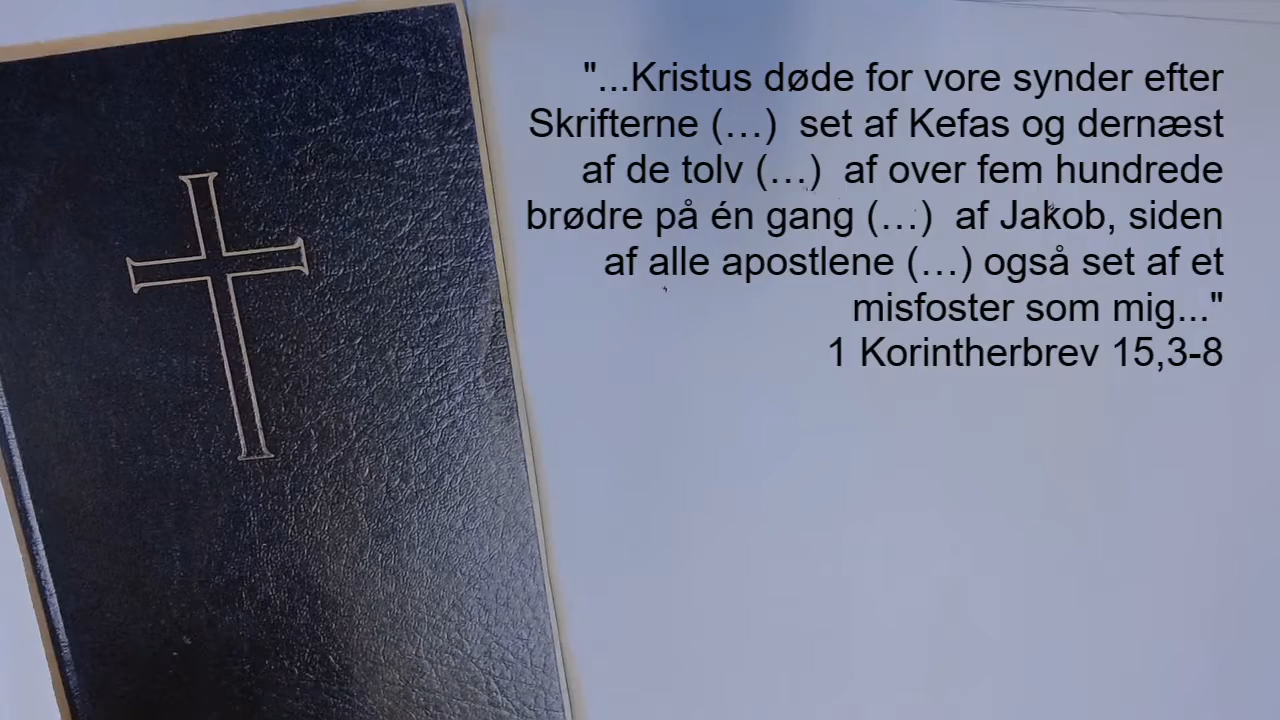 "...Kristus døde for vore synder efter
Skrifterne (…)  set af Kefas og dernæst
af de tolv (…)  af over fem hundrede
brødre på én gang (…)  af Jakob, siden
af alle apostlene (…) også set af et
misfoster som mig..."
1 Korintherbrev 15,3-8